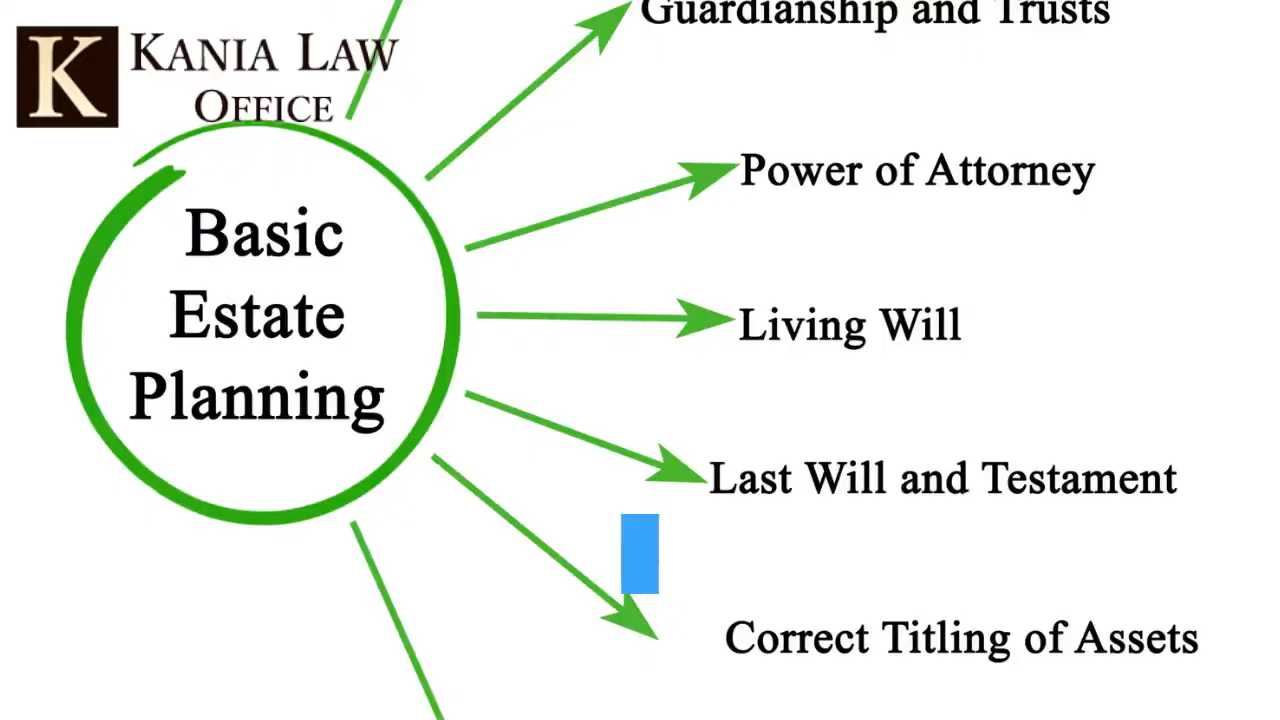 Guardianship and Trusts
K
KANIA LAW
OFFICE
Power of Attorney
Basic
Estate
Planning
Living Will
Last Will and Testament
Correct Titling of Assets